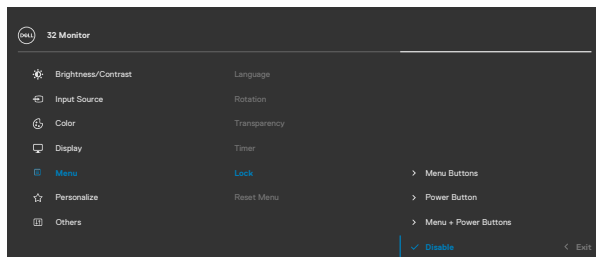 DELL 32 Monitor
Brightness/Contrast Language
Input Source Rotation
Color Transparency
Display Timer
Menu Lock > Menu Buttons
Personalize Reset Menu > Power Button
Others > Menu + Power Buttons
✓ Disable < Exit